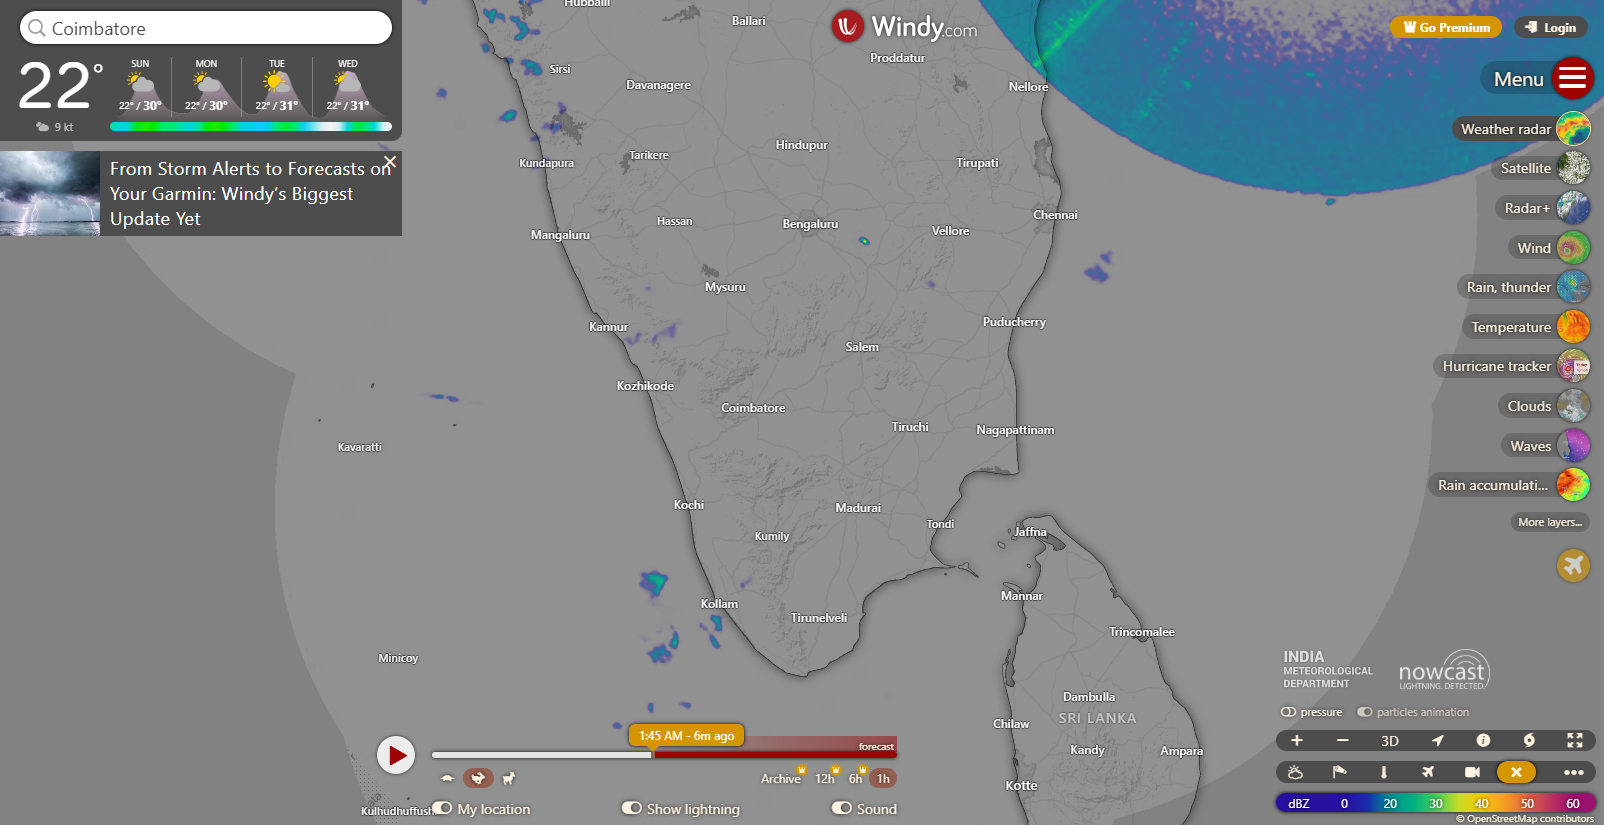 Coimbatore
22°
9 kt
SUN
22° / 30°
MON
22° / 30°
TUE
22° / 31°
WED
22° / 31°
From Storm Alerts to Forecasts on
Your Garmin: Windy’s Biggest
Update Yet
Windy.com
Go Premium
Login
Menu
Weather radar
Satellite
Radar+
Wind
Rain, thunder
Temperature
Hurricane tracker
Clouds
Waves
Rain accumulati...
More layers...
Hubballi
Ballari
Proddatur
Sirsi
Davanagere
Nellore
Kundapura
Tarikere
Hindupur
Tirupati
Hassan
Bengaluru
Chennai
Mangaluru
Vellore
Mysuru
Kannur
Puducherry
Salem
Kozhikode
Coimbatore
Tiruchi
Nagapattinam
Kavaratti
Kochi
Madurai
Tondi
Jaffna
Kumily
Mannar
Kollam
Tirunelveli
Trincomalee
Minicoy
Dambulla
Chilaw
SRI LANKA
Kandy
Ampara
Kotte
Kulhudhuffushi
1:45 AM - 6m ago
forecast
Archive
12h
6h
1h
My location
Show lightning
Sound
INDIA
METEOROLOGICAL
DEPARTMENT
nowcast
LIGHTNING. DETECTED.
pressure
particles animation
+ − 3D
dBZ 0 20 30 40 50 60
© OpenStreetMap contributors